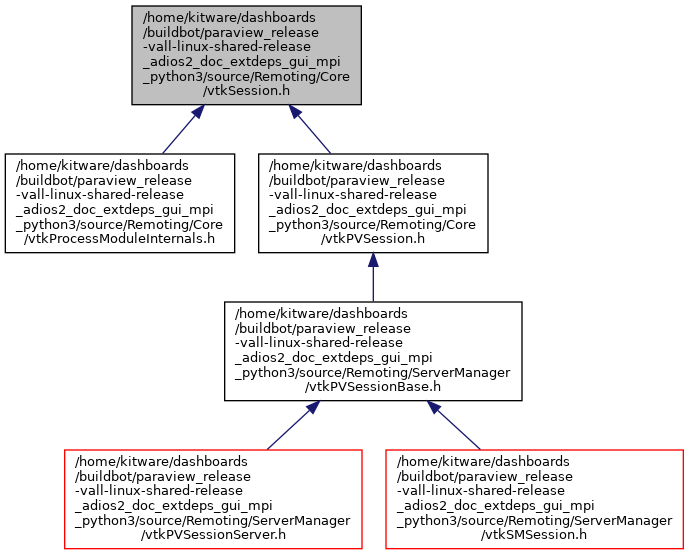 /home/kitware/dashboards
/buildbot/paraview_release
-vall-linux-shared-release
_adios2_doc_extdeps_gui_mpi
_python3/source/Remoting/Core
/vtkSession.h
/home/kitware/dashboards
/buildbot/paraview_release
-vall-linux-shared-release
_adios2_doc_extdeps_gui_mpi
_python3/source/Remoting/Core
/vtkProcessModuleInternals.h
/home/kitware/dashboards
/buildbot/paraview_release
-vall-linux-shared-release
_adios2_doc_extdeps_gui_mpi
_python3/source/Remoting/Core
/vtkPVSession.h
/home/kitware/dashboards
/buildbot/paraview_release
-vall-linux-shared-release
_adios2_doc_extdeps_gui_mpi
_python3/source/Remoting/ServerManager
/vtkPVSessionBase.h
/home/kitware/dashboards
/buildbot/paraview_release
-vall-linux-shared-release
_adios2_doc_extdeps_gui_mpi
_python3/source/Remoting/ServerManager
/vtkPVSessionServer.h
/home/kitware/dashboards
/buildbot/paraview_release
-vall-linux-shared-release
_adios2_doc_extdeps_gui_mpi
_python3/source/Remoting/ServerManager
/vtkSMSession.h